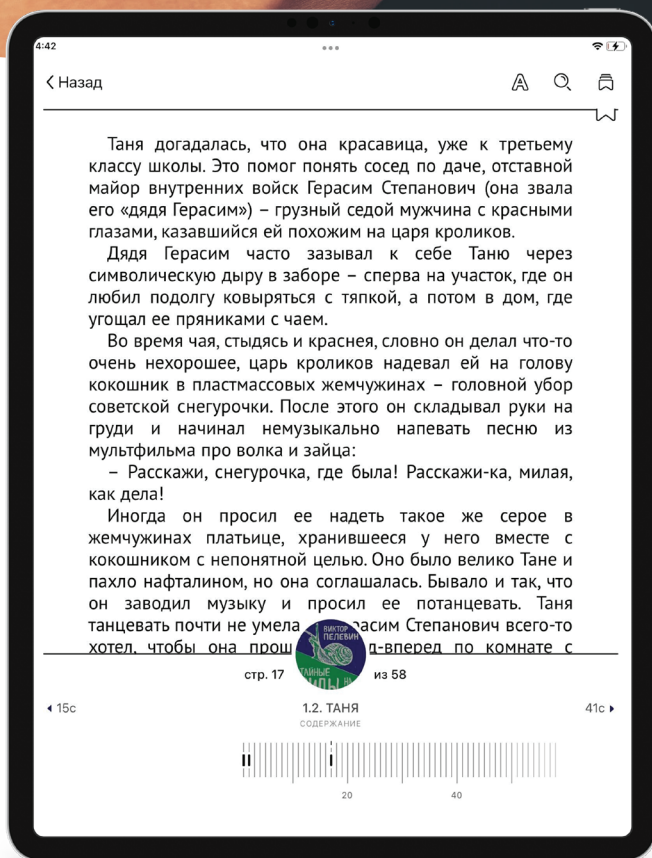 4:42
Назад
Таня догадалась, что она красавица, уже к третьему
классу школы. Это помог понять сосед по даче, отставной
майор внутренних войск Герасим Степанович (она звала
его «дядя Герасим») – грузный седой мужчина с красными
глазами, казавшийся ей похожим на царя кроликов.
Дядя Герасим часто зазывал к себе Таню через
символическую дыру в заборе – сперва на участок, где он
любил подолгу ковыряться с тяпкой, а потом в дом, где
угощал ее пряниками с чаем.
Во время чая, стыдясь и краснея, словно он делал что-то
очень нехорошее, царь кроликов надевал ей на голову
кокошник в пластмассовых жемчужинах – головной убор
советской снегурочки. После этого он складывал руки на
груди и начинал немузыкально напевать песню из
мультфильма про волка и зайца:
– Расскажи, снегурочка, где была! Расскажи-ка, милая,
как дела!
Иногда он просил ее надеть такое же серое в
жемчужинах платьице, хранившееся у него вместе с
кокошником с непонятной целью. Оно было велико Тане и
пахло нафталином, но она соглашалась. Бывало и так, что
он заводил музыку и просил ее потанцевать. Таня
танцевать почти не умела Степанович всего-то
хотел, чтобы она по комнате с
ВИКТОР
ПЕЛЕВИН
ТАЙНЫЕ
НА
стр. 17 из 58
15с 1.2. ТАНЯ 41с
СОДЕРЖАНИЕ
20 40